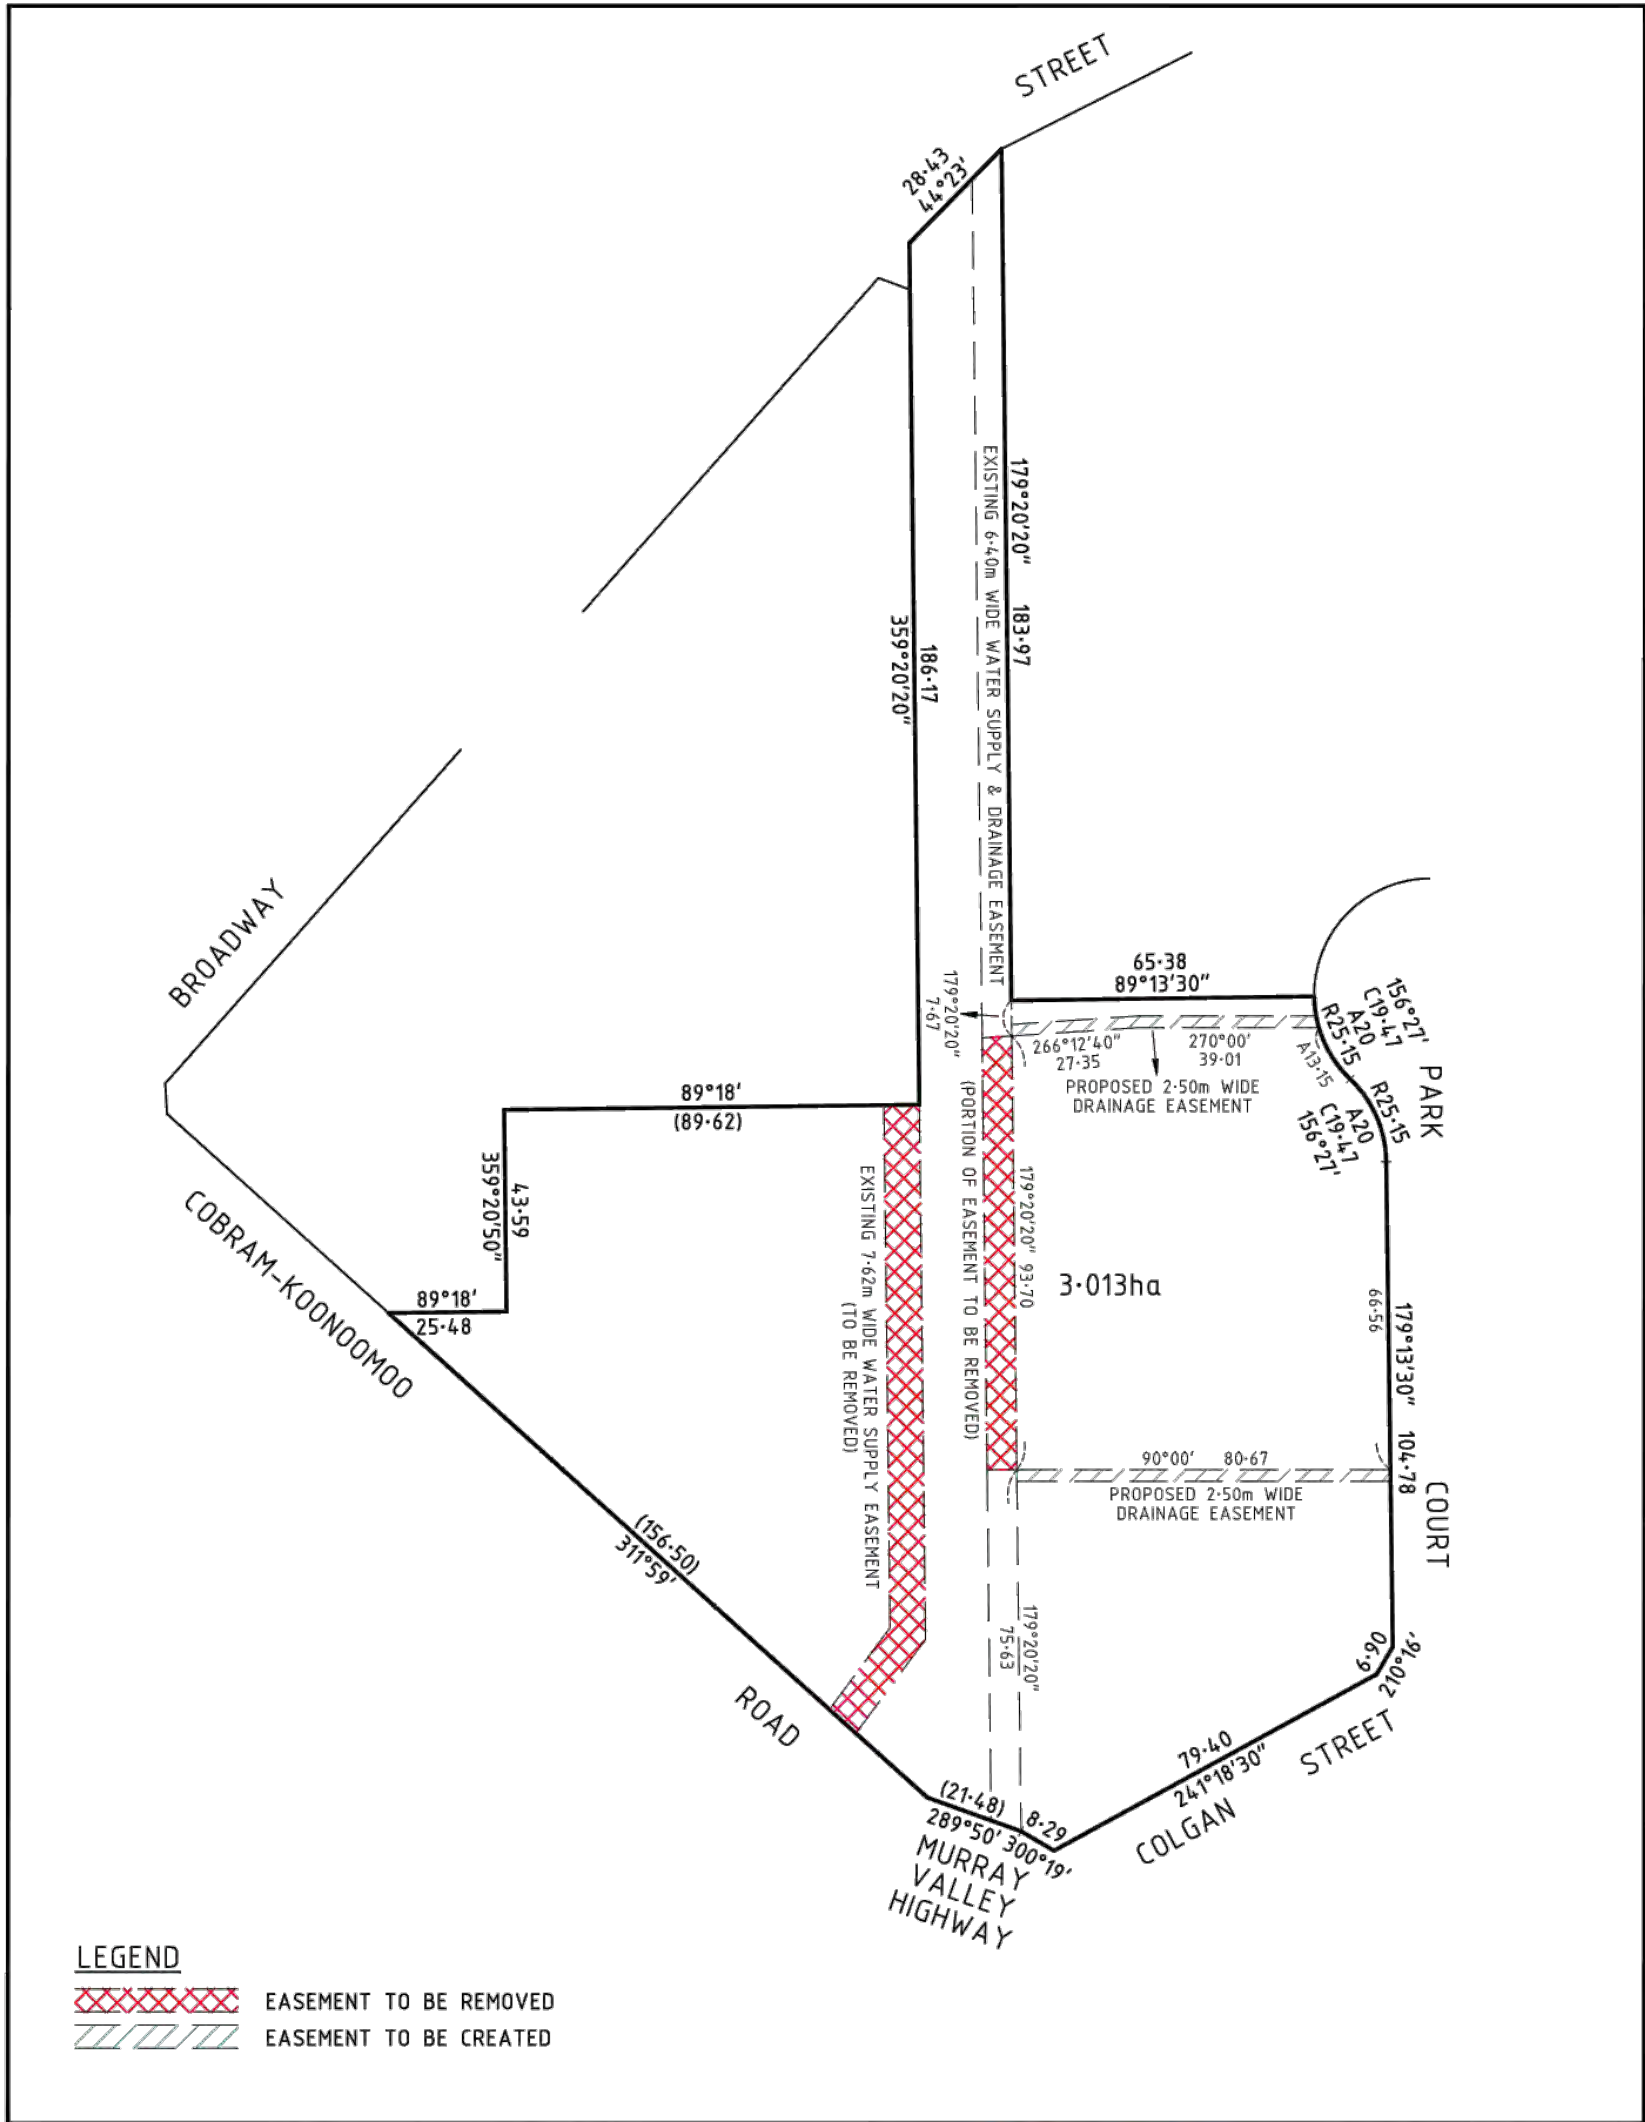 STREET
28·43
44°23'
EXISTING 6·40m WIDE WATER SUPPLY & DRAINAGE EASEMENT
179°20'20" 183·97
186·17
359°20'20"
BROADWAY
65·38
89°13'30"
179°20'20"
7·67
266°12'40"
27·35
270°00'
39·01
PROPOSED 2·50m WIDE
DRAINAGE EASEMENT
A13·15
156°27'
C19·47
A20
R25·15
R25·15
A20
C19·47
156°27'
PARK
COURT
89°18'
(89·62)
43·59
359°20'50"
89°18'
25·48
COBRAM-KOONOOMOO
ROAD
EXISTING 7·62m WIDE WATER SUPPLY EASEMENT
(TO BE REMOVED)
(PORTION OF EASEMENT TO BE REMOVED)
179°20'20" 93·70
3·013ha
66·56
179°13'30" 104·78
90°00' 80·67
PROPOSED 2·50m WIDE
DRAINAGE EASEMENT
(156·50)
311°59'
179°20'20"
75·63
6·90
210°16'
79·40
241°18'30"
COLGAN STREET
(21·48) 8·29
289°50' 300°19'
MURRAY
VALLEY
HIGHWAY
LEGEND
EASEMENT TO BE REMOVED
EASEMENT TO BE CREATED